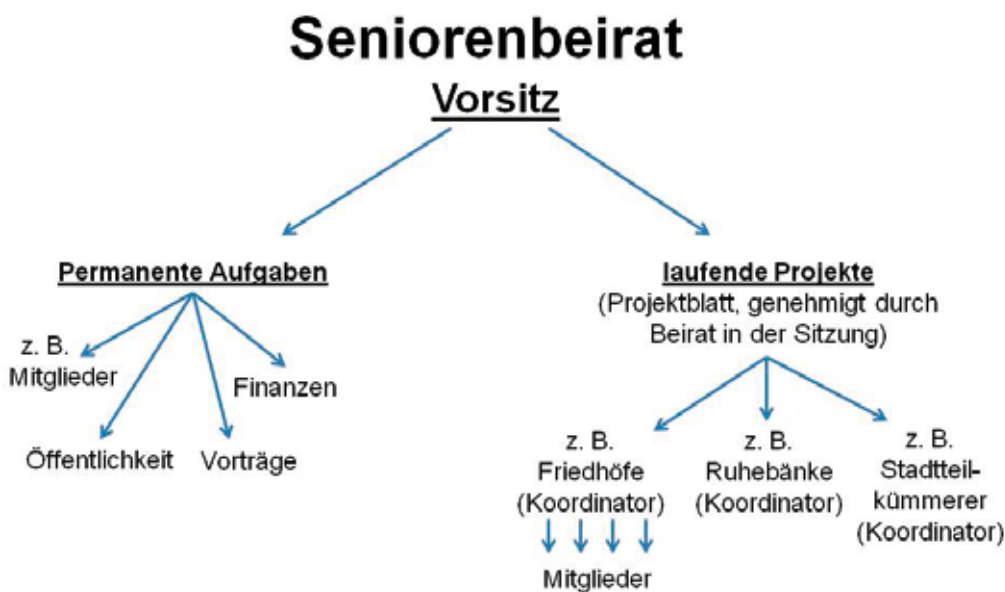 Seniorenbeirat
Vorsitz
Permanente Aufgaben
z. B.
Mitglieder
Finanzen
Öffentlichkeit
Vorträge
laufende Projekte
(Projektblatt, genehmigt durch
Beirat in der Sitzung)
z. B.
Friedhöfe
(Koordinator)
Mitglieder
z. B.
Ruhebänke
(Koordinator)
z. B.
Stadtteil-
kümmerer
(Koordinator)